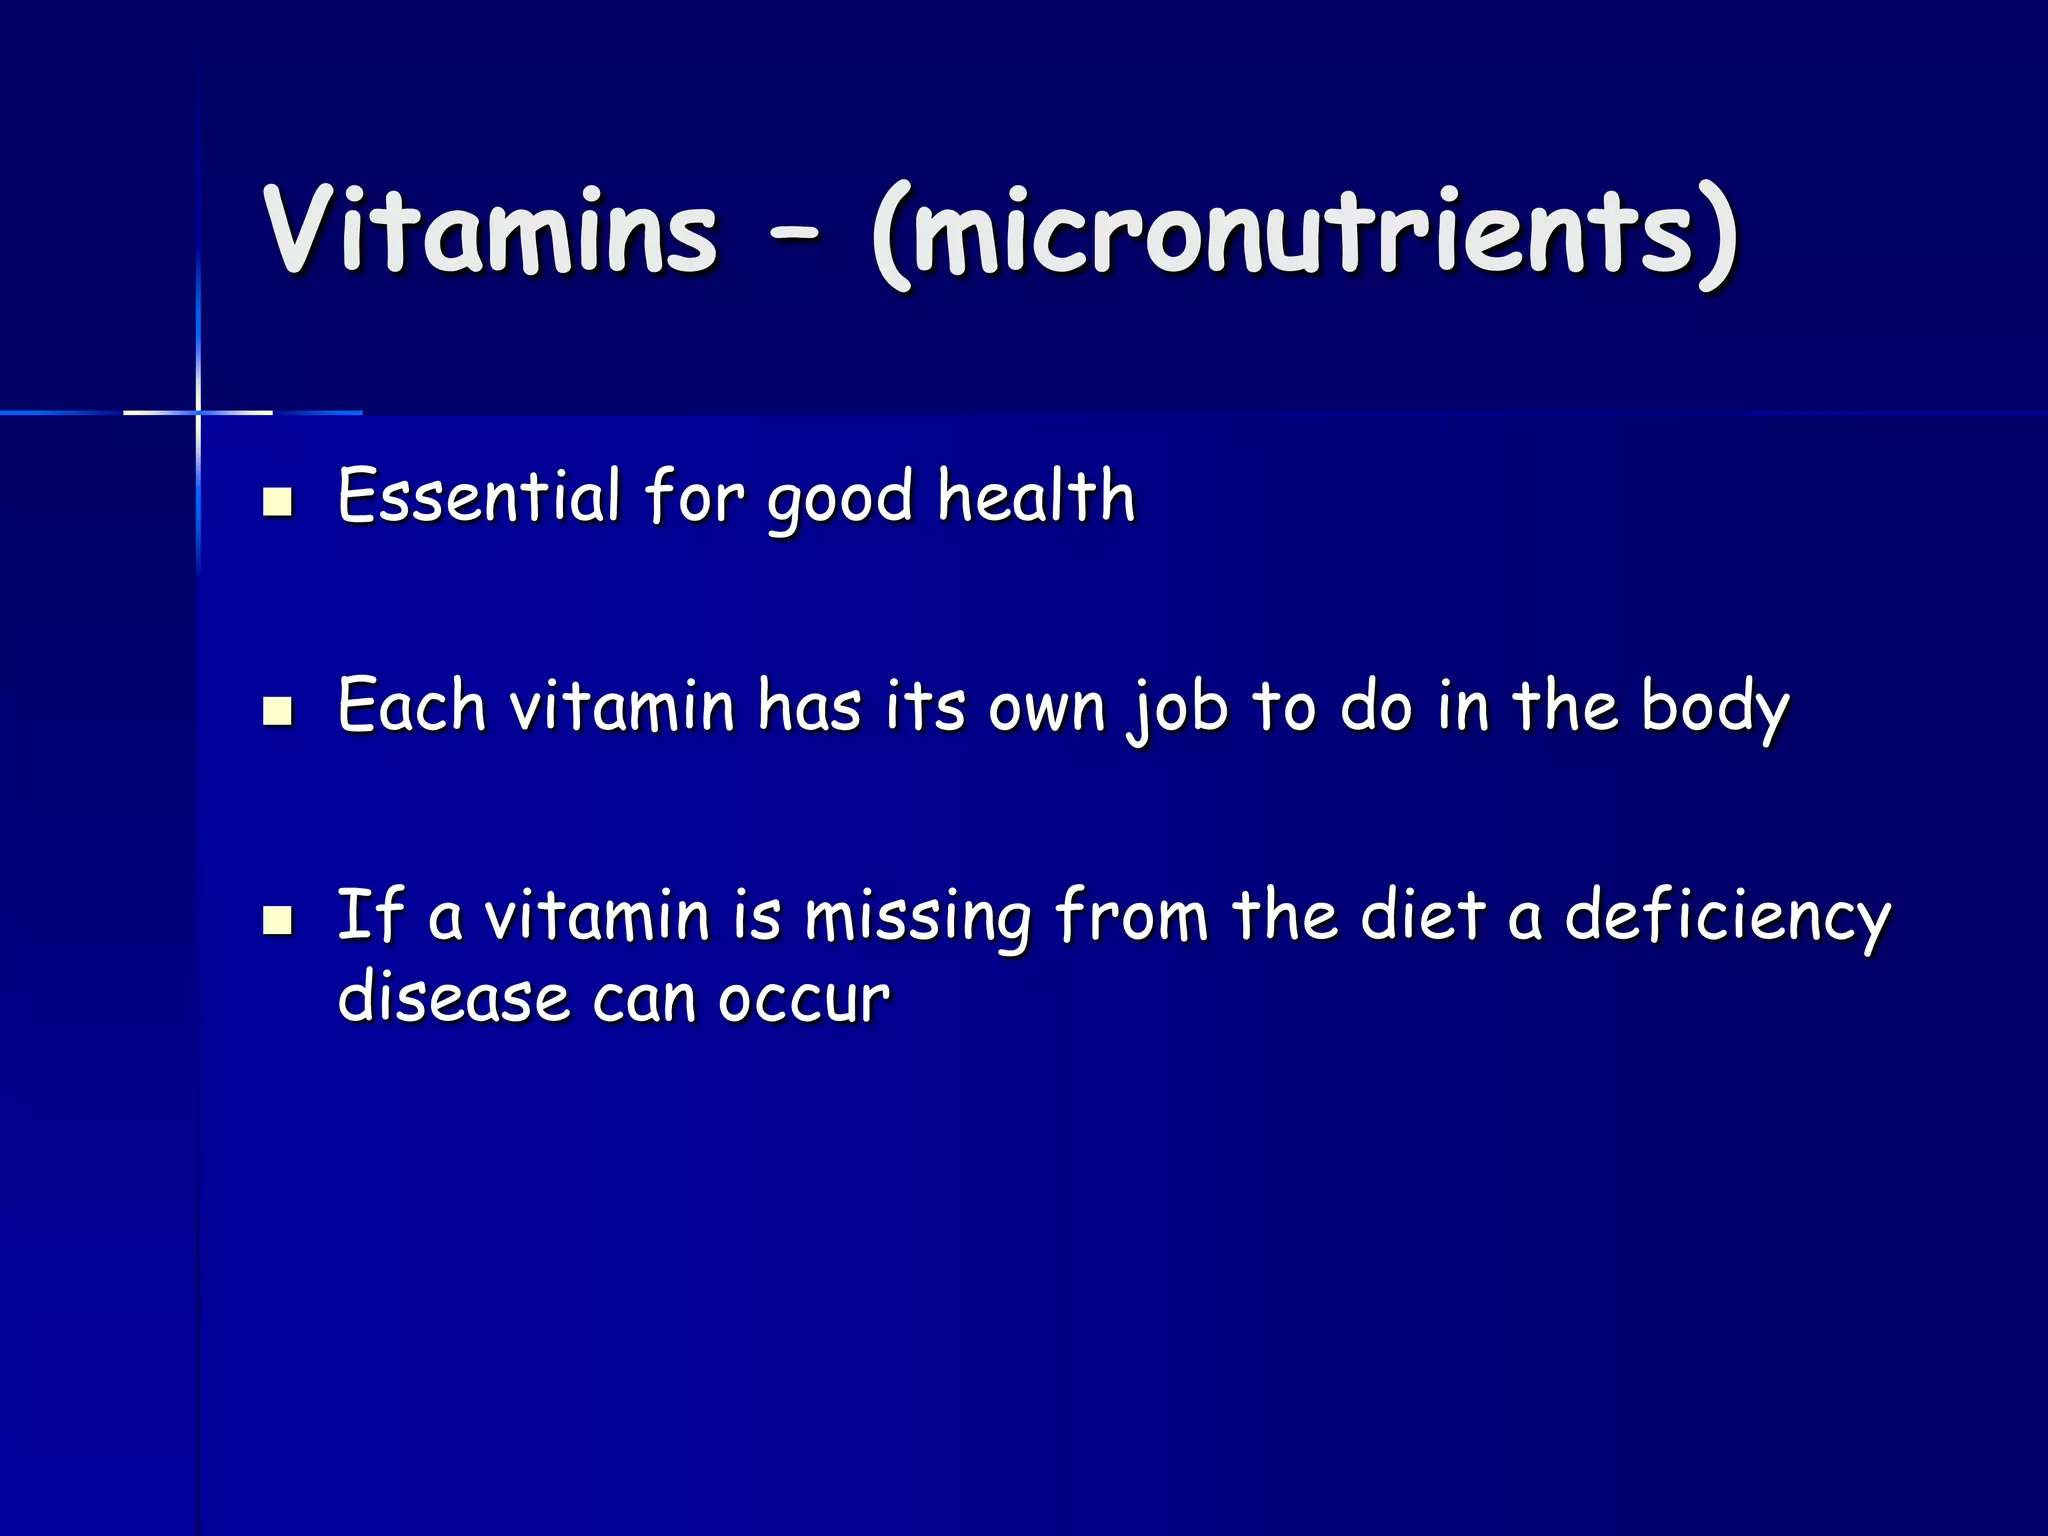 Vitamins – (micronutrients)
Essential for good health
Each vitamin has its own job to do in the body
If a vitamin is missing from the diet a deficiency
disease can occur